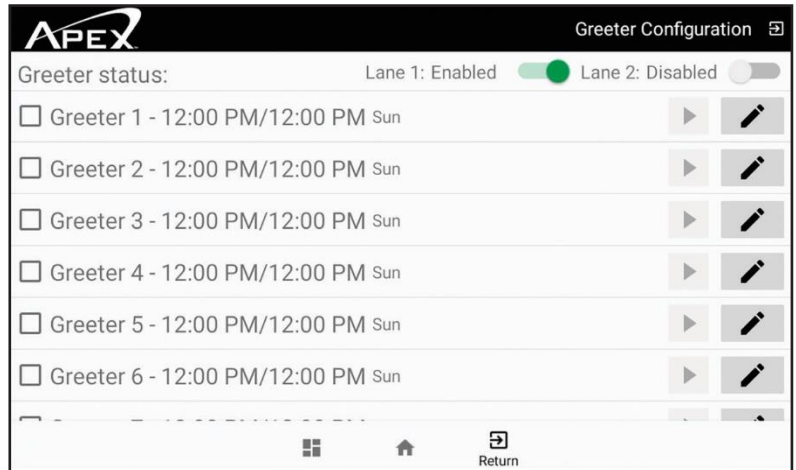 APEX
Greeter Configuration
Greeter status: Lane 1: Enabled Lane 2: Disabled
Greeter 1 - 12:00 PM/12:00 PM Sun
Greeter 2 - 12:00 PM/12:00 PM Sun
Greeter 3 - 12:00 PM/12:00 PM Sun
Greeter 4 - 12:00 PM/12:00 PM Sun
Greeter 5 - 12:00 PM/12:00 PM Sun
Greeter 6 - 12:00 PM/12:00 PM Sun
Return